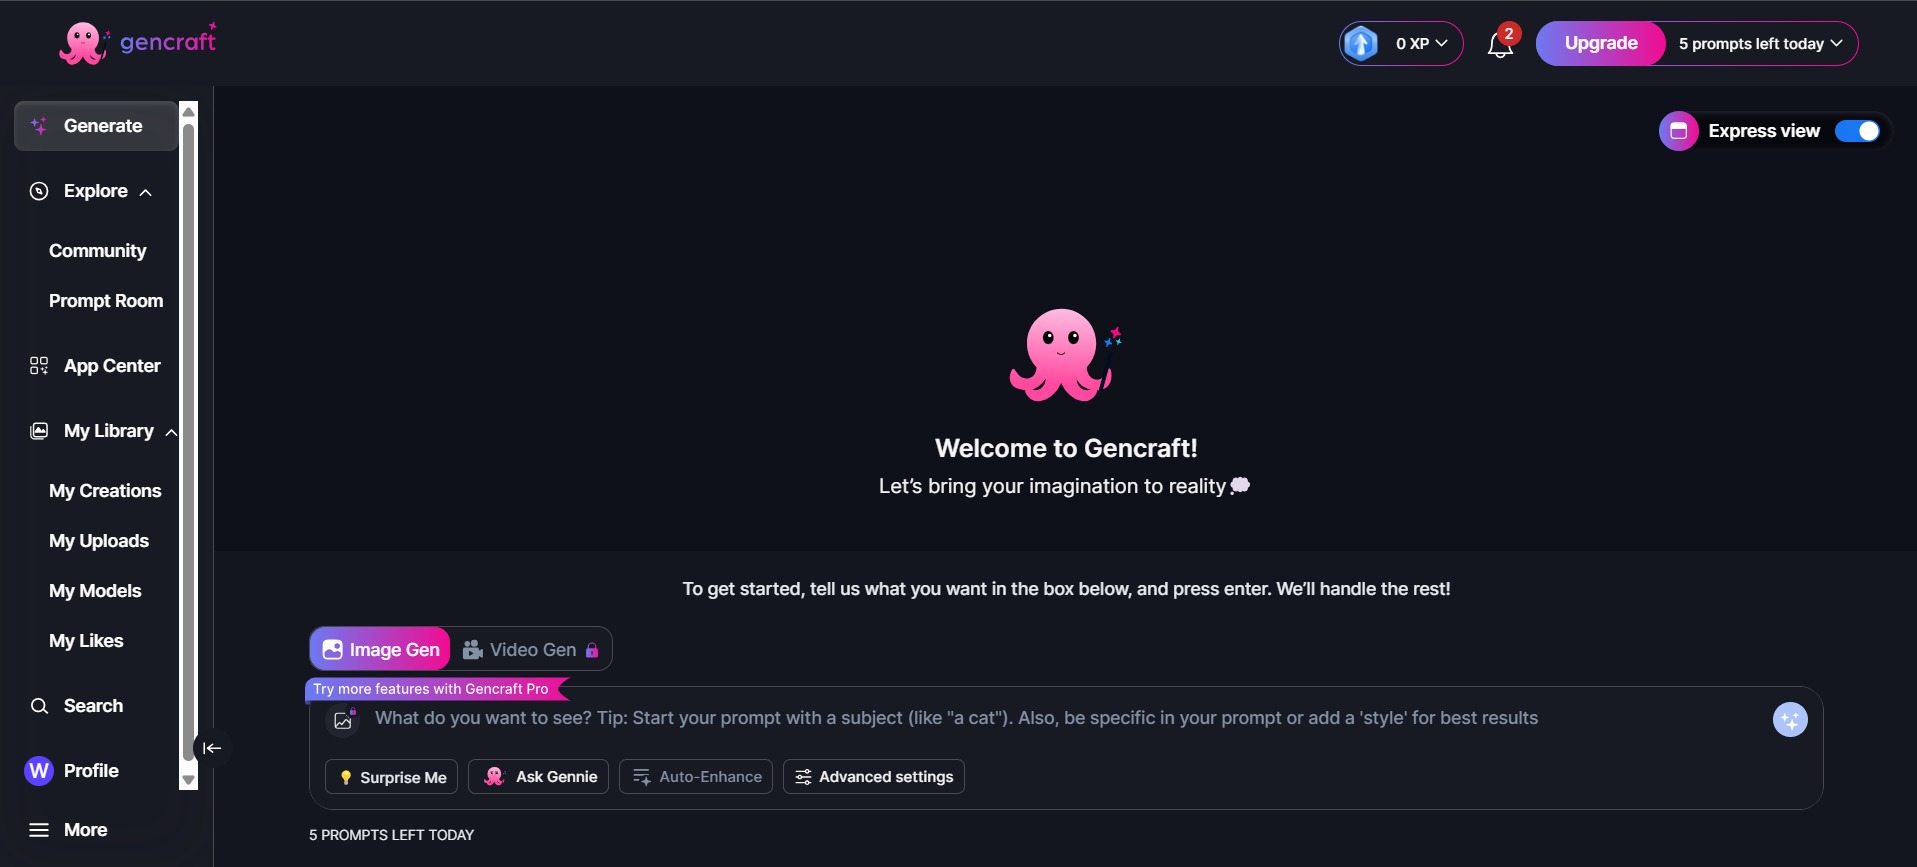 gencraft
0 XP
2
Upgrade
5 prompts left today
Generate
Explore
Community
Prompt Room
App Center
My Library
My Creations
My Uploads
My Models
My Likes
Search
W
Profile
More
Express view
Welcome to Gencraft!
Let’s bring your imagination to reality
To get started, tell us what you want in the box below, and press enter. We’ll handle the rest!
Image Gen
Video Gen
Try more features with Gencraft Pro
What do you want to see? Tip: Start your prompt with a subject (like "a cat"). Also, be specific in your prompt or add a 'style' for best results
Surprise Me
Ask Gennie
Auto-Enhance
Advanced settings
5 PROMPTS LEFT TODAY